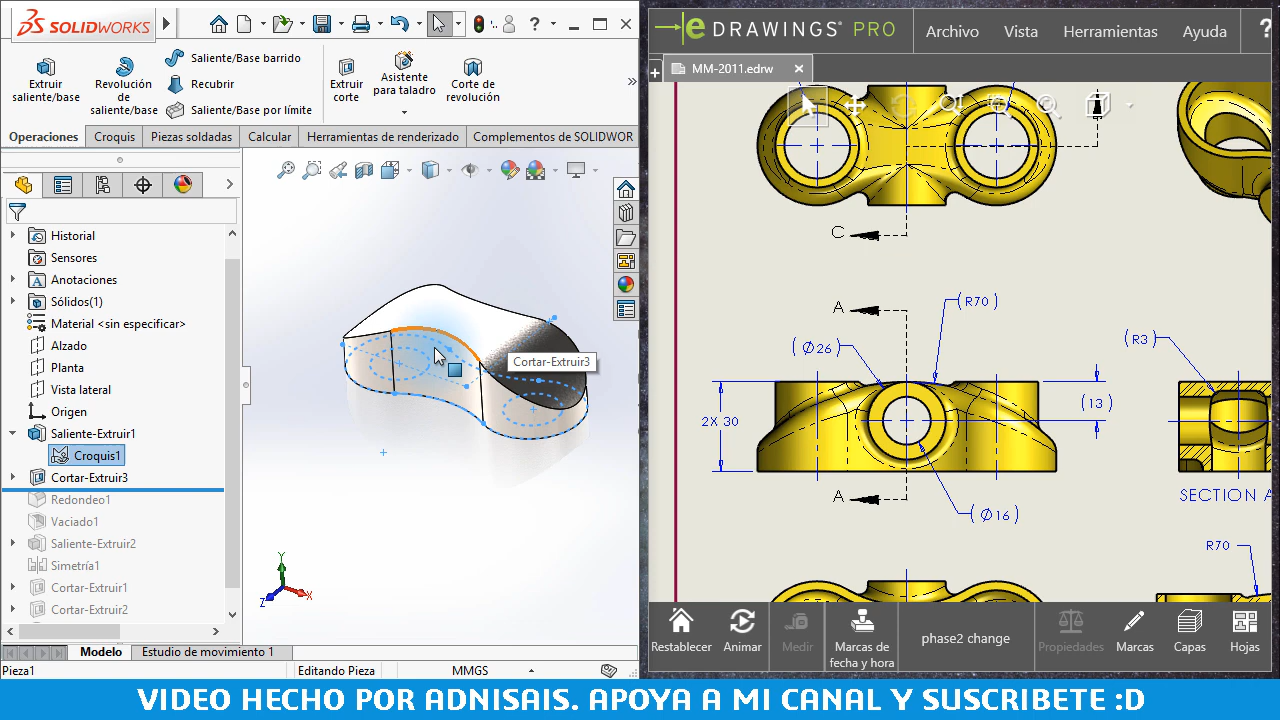 SOLIDWORKS
Extruir saliente/base
Revolución de saliente/base
Saliente/Base barrido
Recubrir
Saliente/Base por límite
Extruir corte
Asistente para taladro
Corte de revolución
Operaciones
Croquis
Piezas soldadas
Calcular
Herramientas de renderizado
Complementos de SOLIDWOR
Historial
Sensores
Anotaciones
Sólidos(1)
Material <sin especificar>
Alzado
Planta
Vista lateral
Origen
Saliente-Extruir1
Croquis1
Cortar-Extruir3
Redondeo1
Vaciado1
Saliente-Extruir2
Simetría1
Cortar-Extruir1
Cortar-Extruir2
Cortar-Extruir3
Y
X
Z
Modelo
Estudio de movimiento 1
Pieza1
Editando Pieza
MMGS
eDRAWINGS® PRO
Archivo
Vista
Herramientas
Ayuda
?
MM-2011.edrw
C
A
(R70)
(Ø26
(R3)
2X 30
(13)
A
(Ø16)
SECTION A
R70
Restablecer
Animar
Medir
Marcas de fecha y hora
phase2 change
Propiedades
Marcas
Capas
Hojas
VIDEO HECHO POR ADNISAIS. APOYA A MI CANAL Y SUSCRIBETE :D